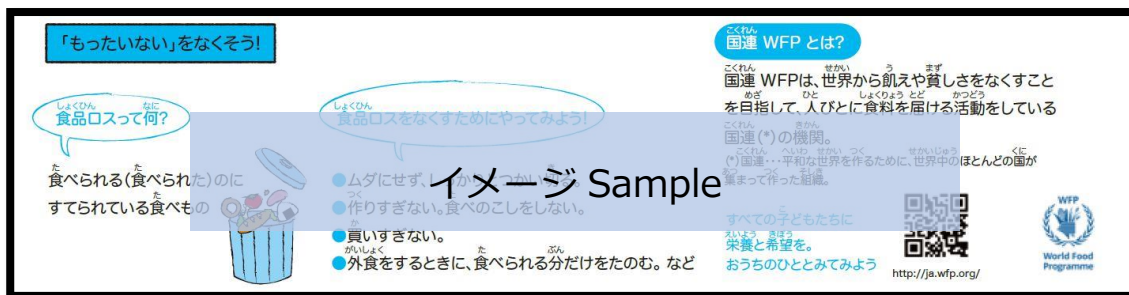 「もったいない」をなくそう!
食品ロスって何?
食べられる(食べられた)のに
すてられている食べもの
食品ロスをなくすためにやってみよう!
●ムダにせず、し
●作りすぎない。食べのこしをしない。
●買いすぎない。
●外食をするときに、食べられる分だけをたのむ。など
イメージ Sample
国連 WFP とは?
国連 WFPは、世界から飢えや貧しさをなくすこと
を目指して、人びとに食料を届ける活動をしている
国連(*)の機関。
(*)国連・・・平和な世界を作るために、世界中のほとんどの国が
集まって作った組織。
すべての子どもたちに
栄養と希望を。
おうちのひととみてみよう
http://ja.wfp.org/
WFP
World Food
Programme